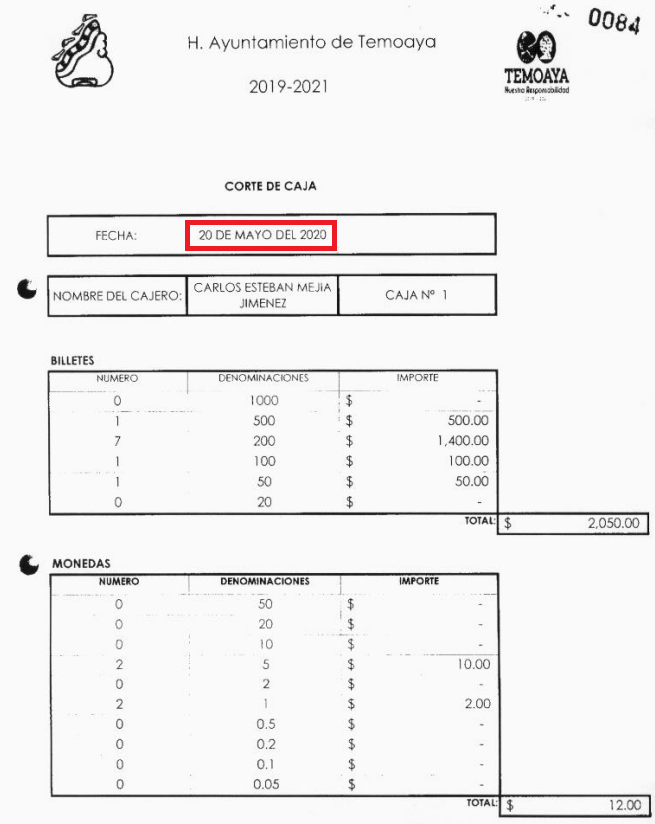 0084
H. Ayuntamiento de Temoaya
2019-2021
TEMOAYA
Nuestra Responsabilidad
CORTE DE CAJA
FECHA: 20 DE MAYO DEL 2020
NOMBRE DEL CAJERO: CARLOS ESTEBAN MEJIA JIMENEZ CAJA Nº 1
BILLETES
NUMERO DENOMINACIONES IMPORTE
0 1000 $ -
1 500 $ 500.00
7 200 $ 1,400.00
1 100 $ 100.00
1 50 $ 50.00
0 20 $ -
TOTAL: $ 2,050.00
MONEDAS
NUMERO DENOMINACIONES IMPORTE
0 50 $ -
0 20 $ -
0 10 $ -
2 5 $ 10.00
0 2 $ -
2 1 $ 2.00
0 0.5 $ -
0 0.2 $ -
0 0.1 $ -
0 0.05 $ -
TOTAL: $ 12.00